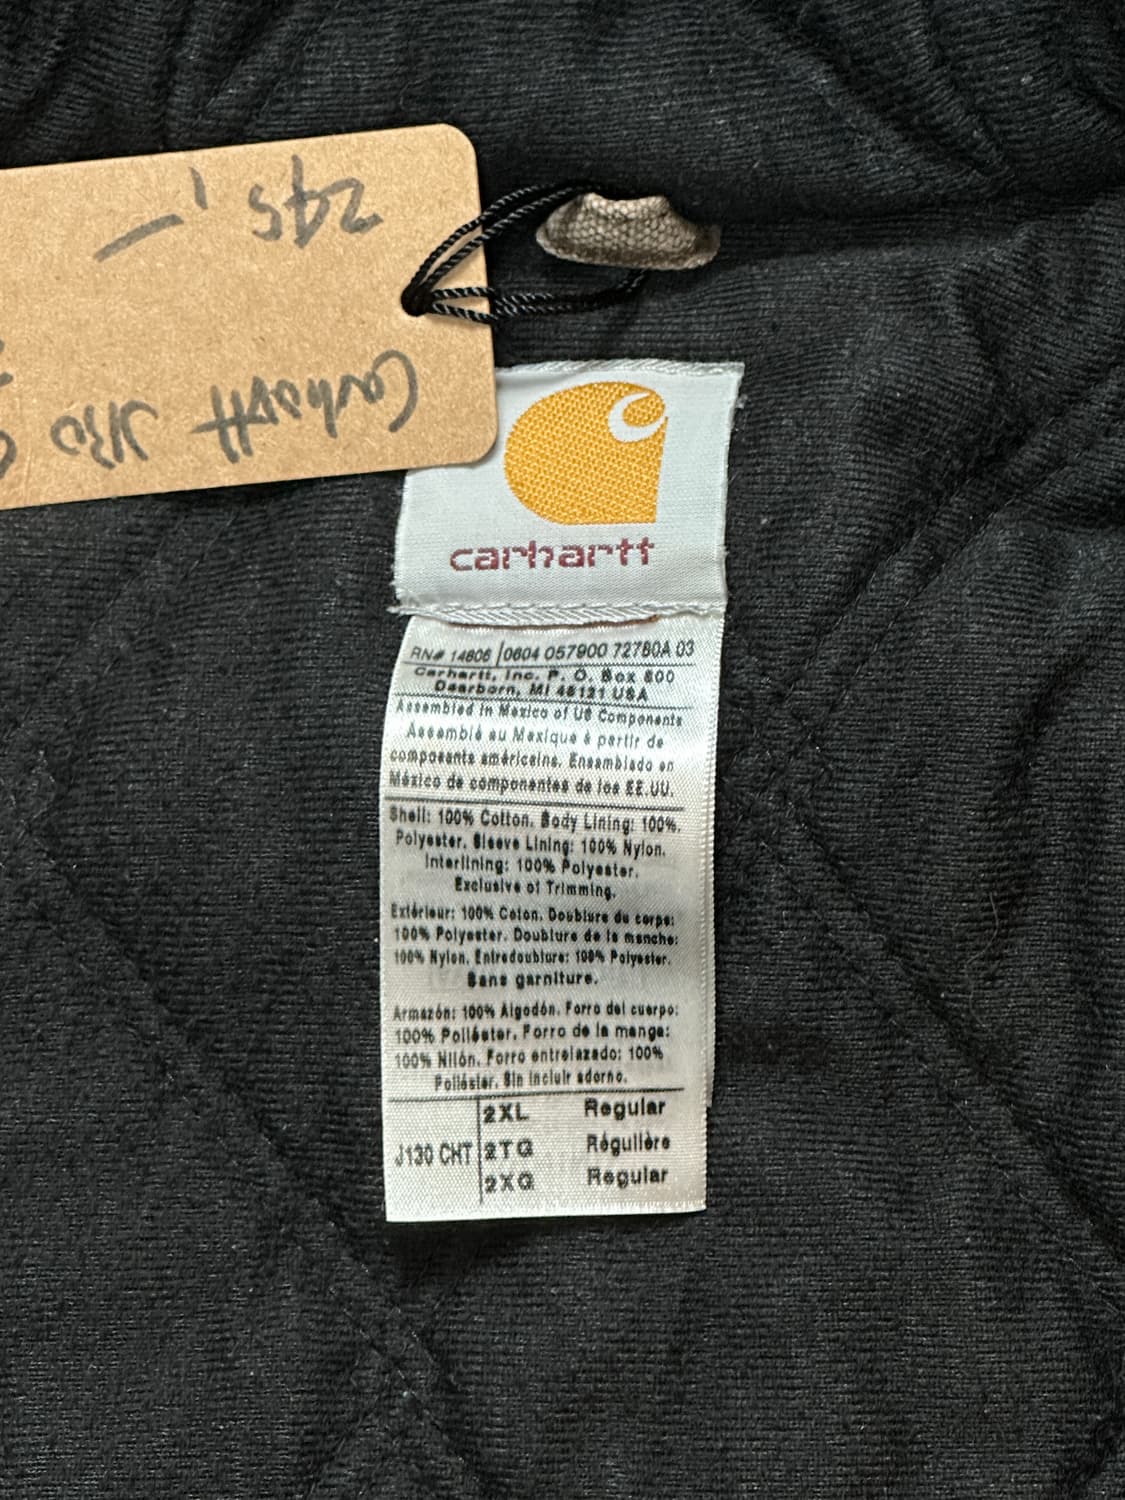 295,—
Carhartt J130
carhartt
RN# 14806 0604 057900 72780A 03
Carhartt, Inc. P. O. Box 600
Dearborn, MI 48121 USA
Assembled in Mexico of US Components
Assemblé au Mexique à partir de
composants américains. Ensamblado en
México de componentes de los EE.UU.
Shell: 100% Cotton. Body Lining: 100%.
Polyester. Sleeve Lining: 100% Nylon.
Interlining: 100% Polyester.
Exclusive of Trimming.
Extérieur: 100% Coton. Doublure du corps:
100% Polyester. Doublure de la manche:
100% Nylon. Entredoublure: 100% Polyester.
Sans garniture.
Armazón: 100% Algodón. Forro del cuerpo:
100% Poliéster. Forro de la manga:
100% Nilón. Forro entrelazado: 100%
Poliéster. Sin incluir adorno.
2XL Regular
J130 CHT 2TG Régulière
2XG Regular